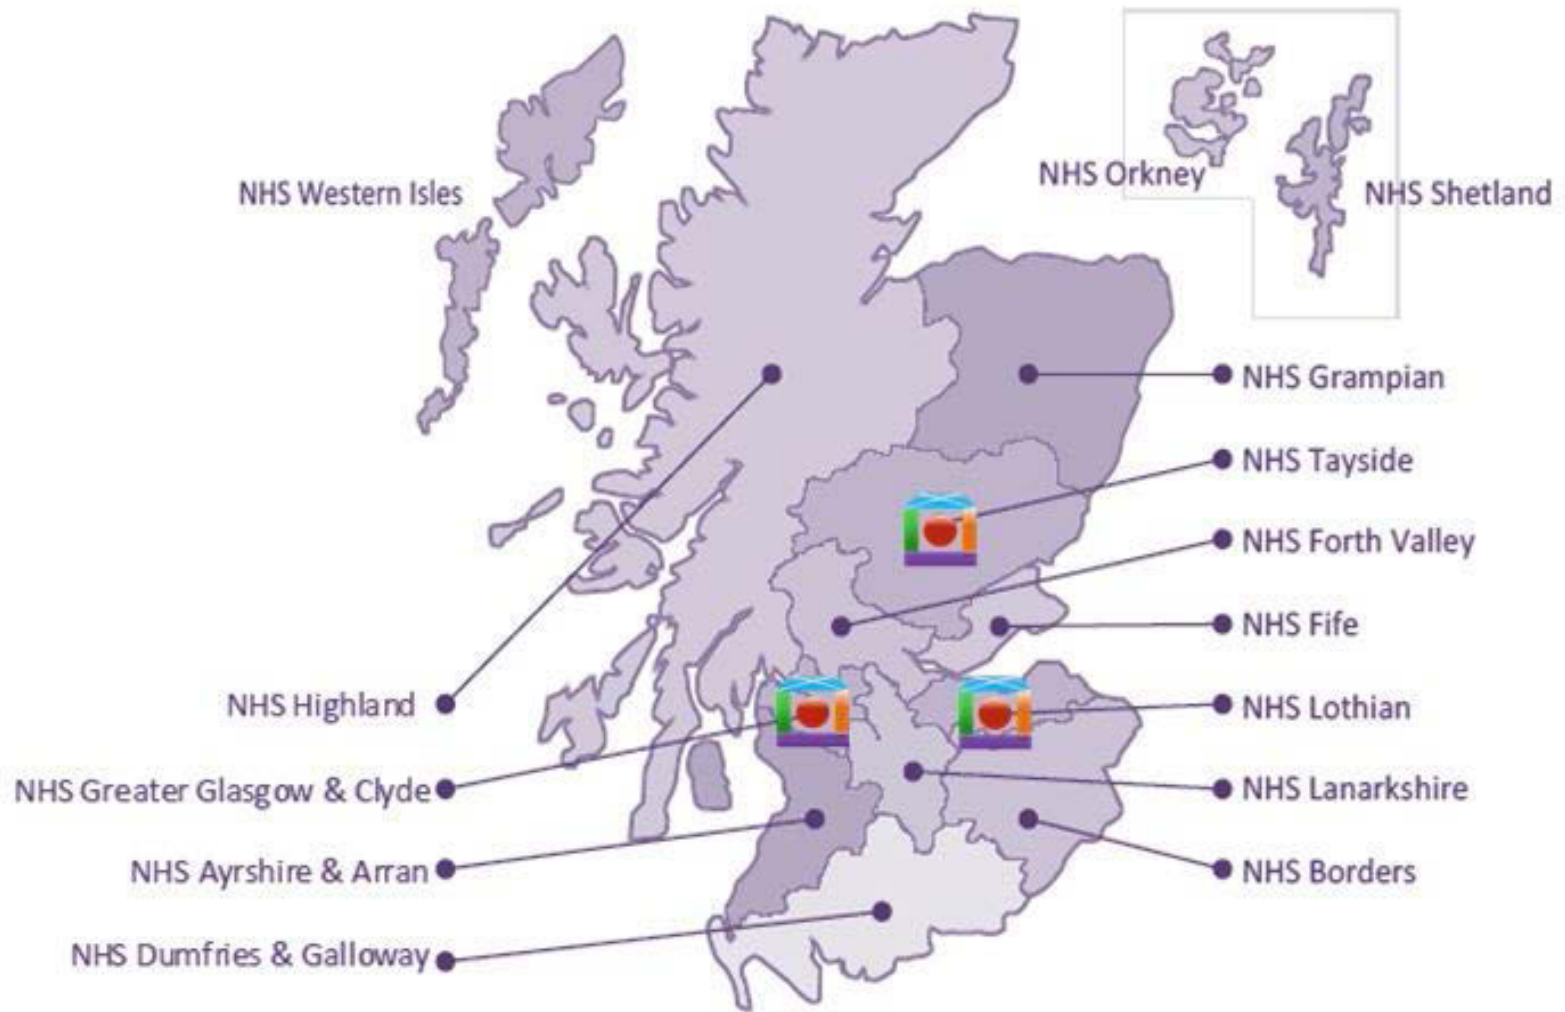 NHS Western Isles
NHS Orkney
NHS Shetland
NHS Grampian
NHS Tayside
NHS Forth Valley
NHS Fife
NHS Highland
NHS Lothian
NHS Greater Glasgow & Clyde
NHS Lanarkshire
NHS Ayrshire & Arran
NHS Borders
NHS Dumfries & Galloway